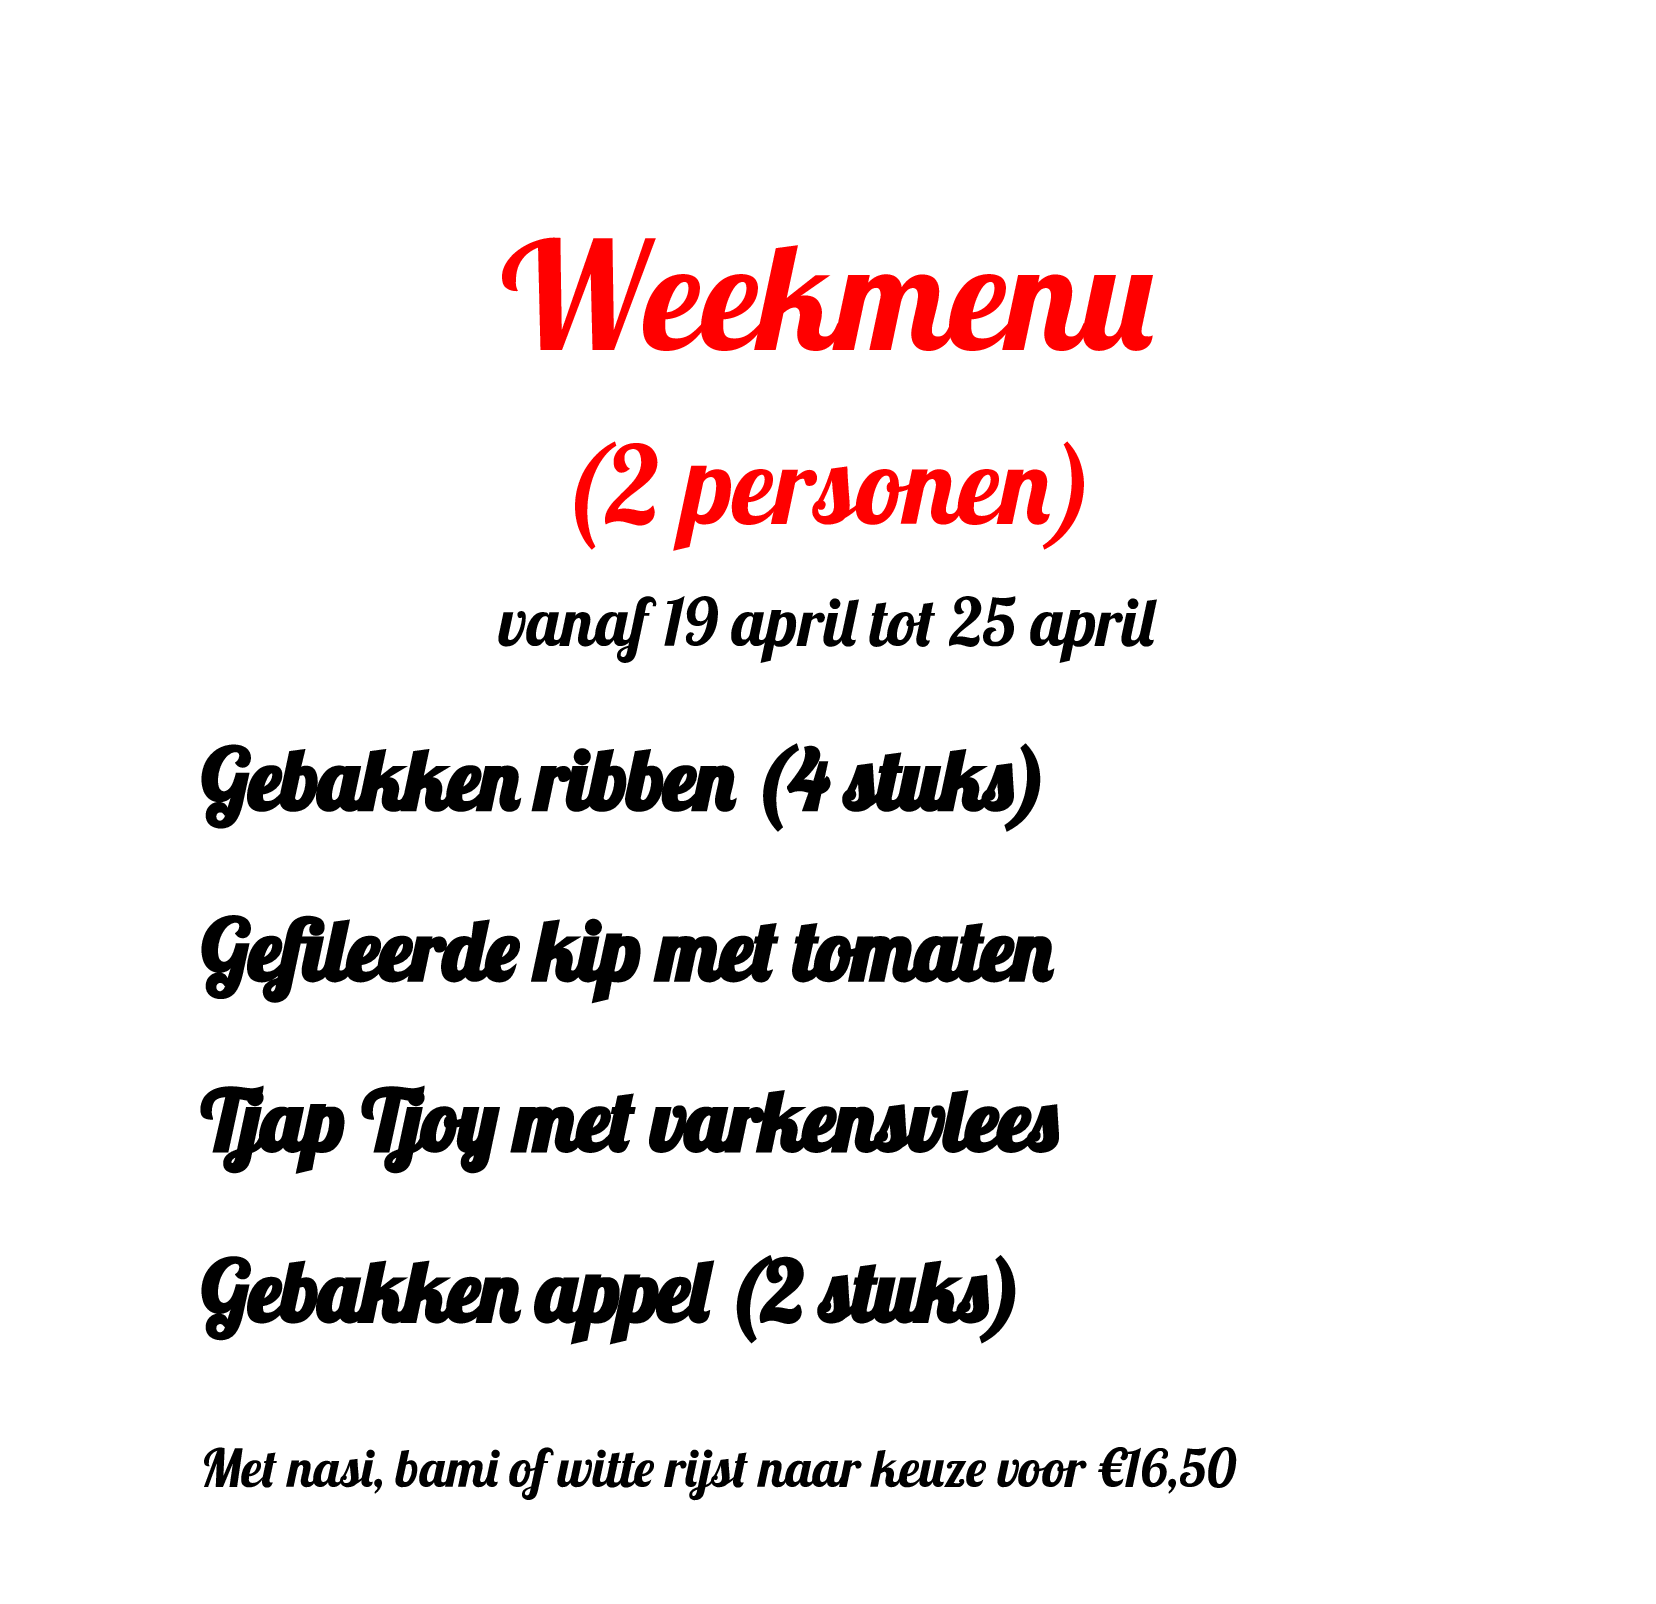 Weekmenu
(2 personen)
vanaf 19 april tot 25 april
Gebakken ribben (4 stuks)
Gefileerde kip met tomaten
Tjap Tjoy met varkensvlees
Gebakken appel (2 stuks)
Met nasi, bami of witte rijst naar keuze voor €16,50